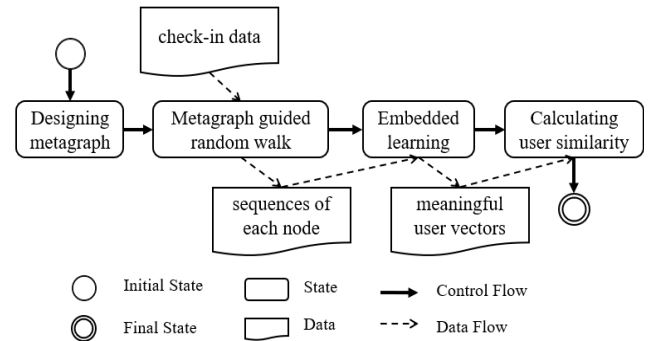 check-in data
Designing
metagraph
Metagraph guided
random walk
Embedded
learning
Calculating
user similarity
sequences of
each node
meaningful
user vectors
Initial State
State
Control Flow
Final State
Data
Data Flow